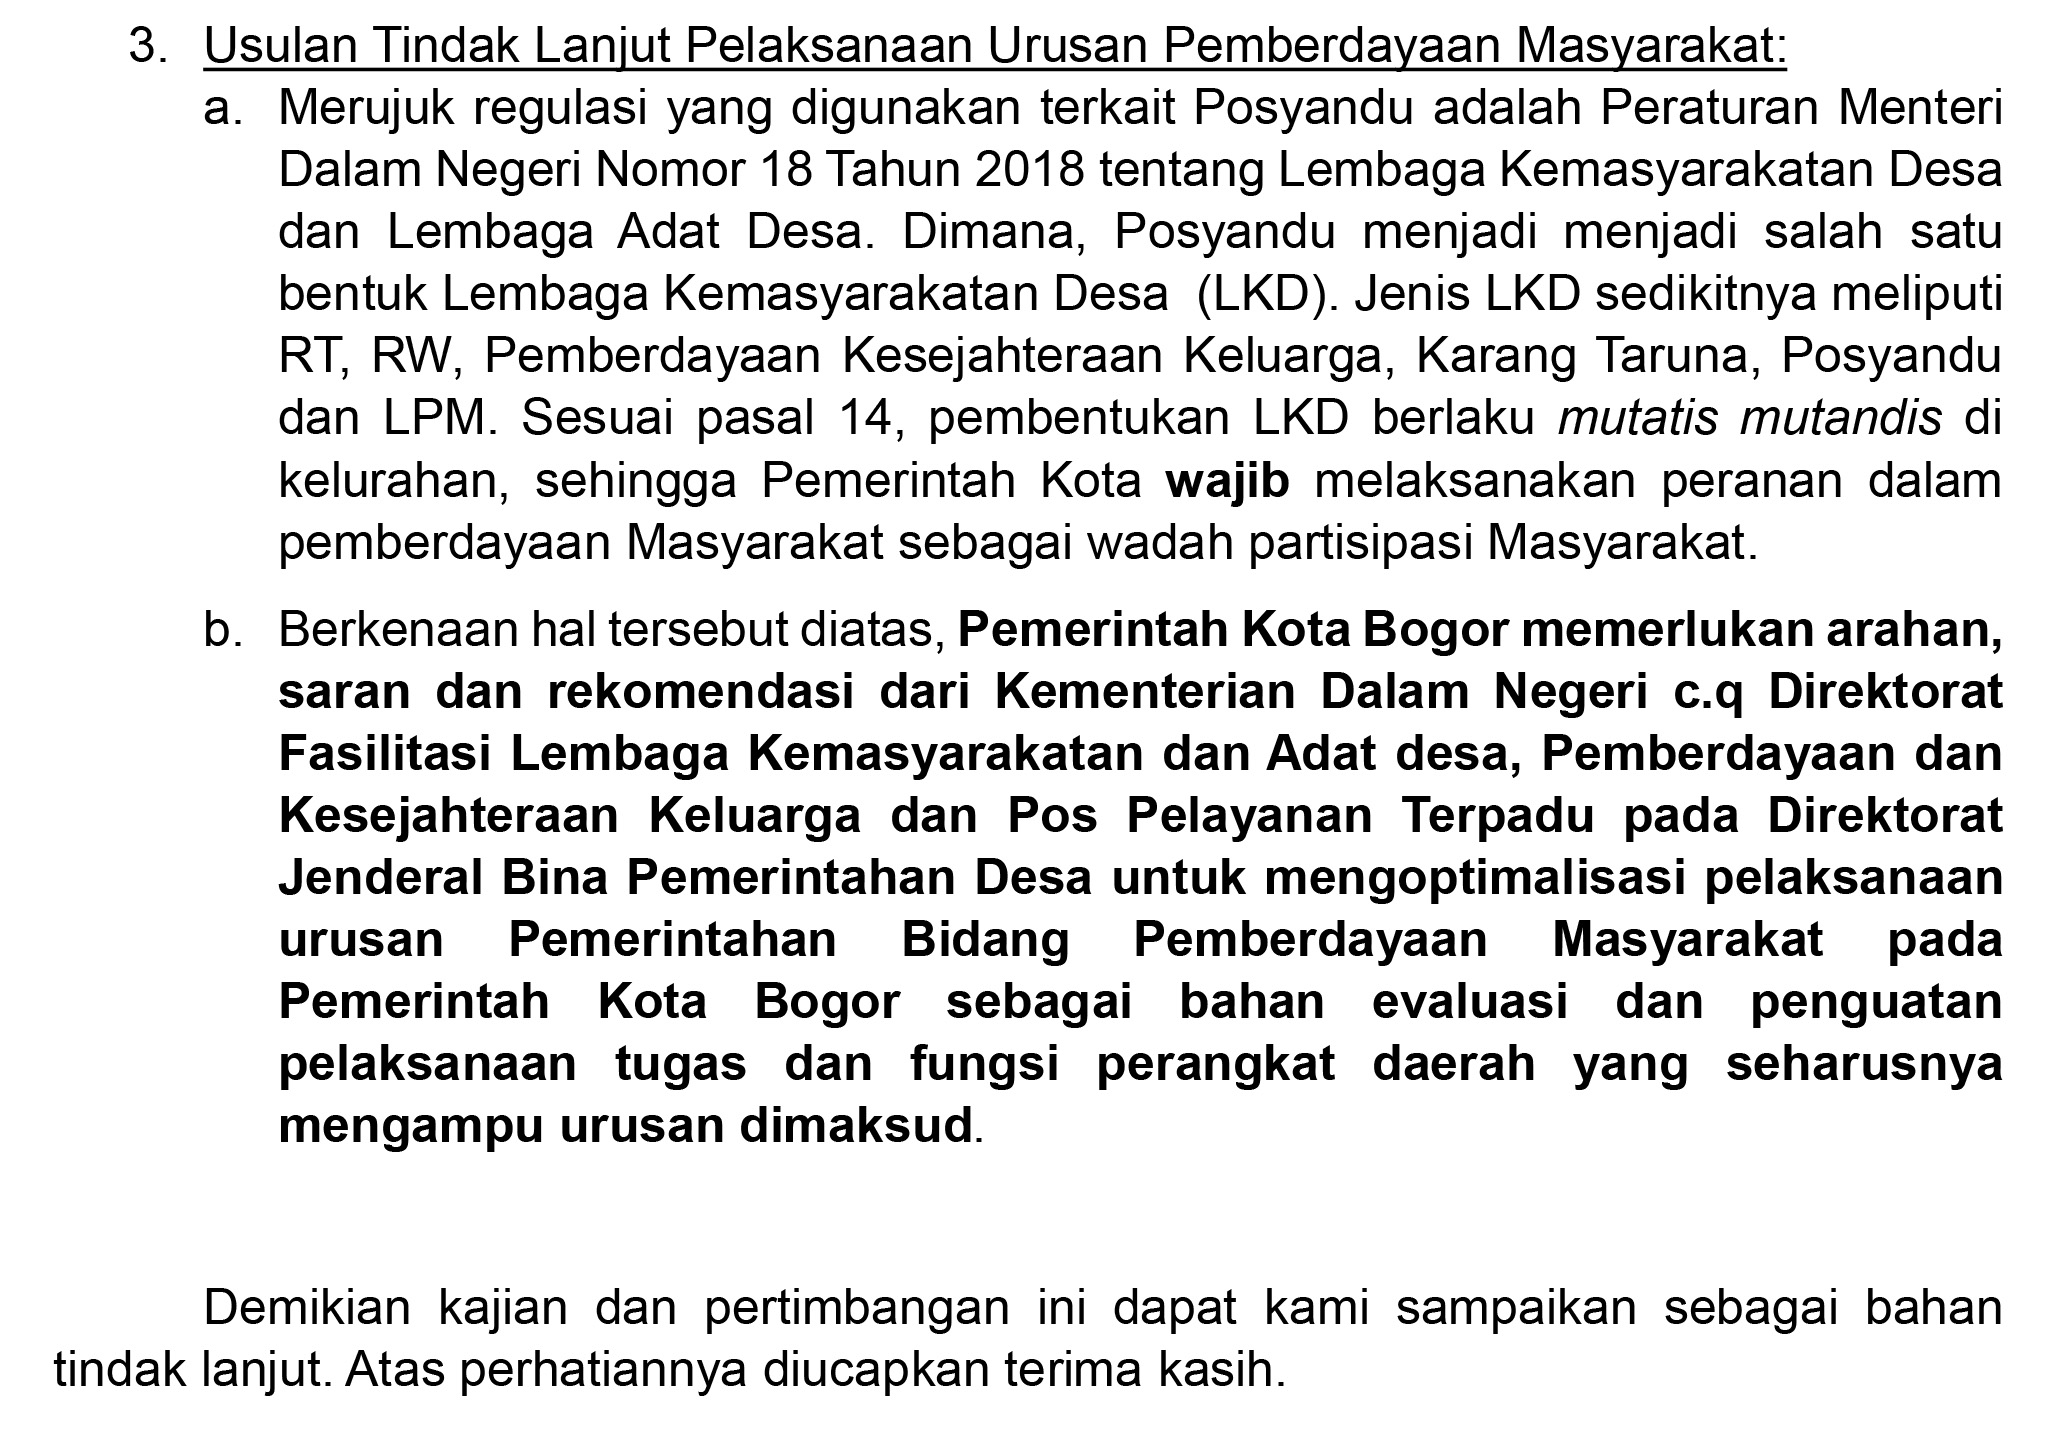 3. Usulan Tindak Lanjut Pelaksanaan Urusan Pemberdayaan Masyarakat:
a. Merujuk regulasi yang digunakan terkait Posyandu adalah Peraturan Menteri
Dalam Negeri Nomor 18 Tahun 2018 tentang Lembaga Kemasyarakatan Desa
dan Lembaga Adat Desa. Dimana, Posyandu menjadi menjadi salah satu
bentuk Lembaga Kemasyarakatan Desa (LKD). Jenis LKD sedikitnya meliputi
RT, RW, Pemberdayaan Kesejahteraan Keluarga, Karang Taruna, Posyandu
dan LPM. Sesuai pasal 14, pembentukan LKD berlaku mutatis mutandis di
kelurahan, sehingga Pemerintah Kota wajib melaksanakan peranan dalam
pemberdayaan Masyarakat sebagai wadah partisipasi Masyarakat.
b. Berkenaan hal tersebut diatas, Pemerintah Kota Bogor memerlukan arahan,
saran dan rekomendasi dari Kementerian Dalam Negeri c.q Direktorat
Fasilitasi Lembaga Kemasyarakatan dan Adat desa, Pemberdayaan dan
Kesejahteraan Keluarga dan Pos Pelayanan Terpadu pada Direktorat
Jenderal Bina Pemerintahan Desa untuk mengoptimalisasi pelaksanaan
urusan Pemerintahan Bidang Pemberdayaan Masyarakat pada
Pemerintah Kota Bogor sebagai bahan evaluasi dan penguatan
pelaksanaan tugas dan fungsi perangkat daerah yang seharusnya
mengampu urusan dimaksud.
Demikian kajian dan pertimbangan ini dapat kami sampaikan sebagai bahan
tindak lanjut. Atas perhatiannya diucapkan terima kasih.